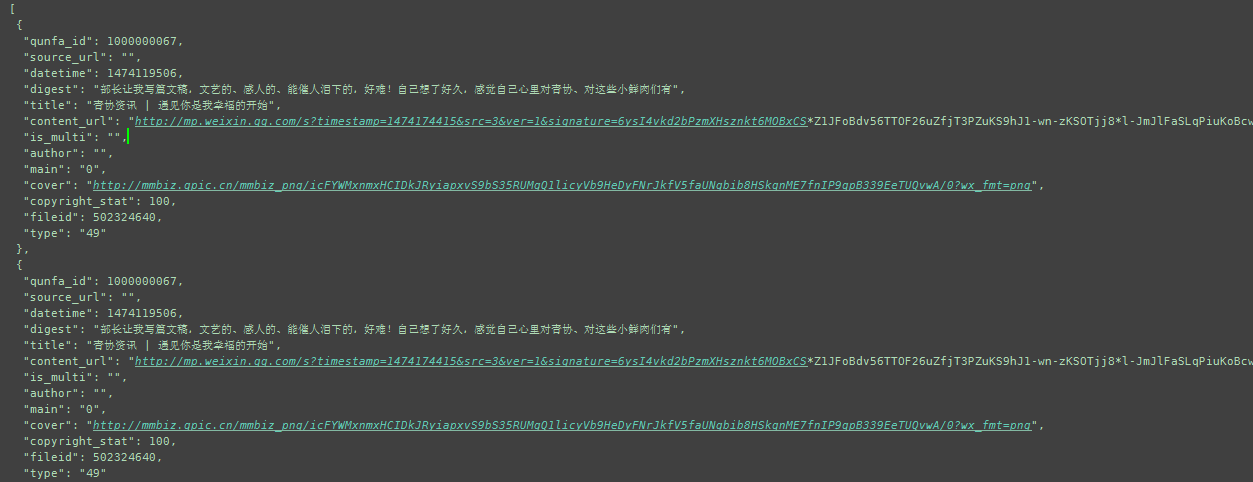 [
{
"qunfa_id": 1000000067,
"source_url": "",
"datetime": 1474119506,
"digest": "部长让我写篇文稿，文艺的、感人的、能催人泪下的，好难！自己想了好久，感觉自己心里对青协、对这些小鲜肉们有",
"title": "青协资讯 | 遇见你是我幸福的开始",
"content_url": "http://mp.weixin.qq.com/s?timestamp=1474174415&src=3&ver=1&signature=6ysI4vkd2bPzmXHsznkt6MOBxCS*Z1JFoBdv56TTOF26uZfjT3PZuKS9hJ1-wn-zKSOTjj8*l-JmJlFaSLqPiuKoBcw
"is_multi": "",
"author": "",
"main": "0",
"cover": "http://mmbiz.qpic.cn/mmbiz_png/icFYWMxnmxHCIDkJRyiapxvS9bS35RUMqQ1licyVb9HeDyFNrJkfV5faUNqbib8HSkqnME7fnIP9qpB339EeTUQvwA/0?wx_fmt=png",
"copyright_stat": 100,
"fileid": 502324640,
"type": "49"
},
{
"qunfa_id": 1000000067,
"source_url": "",
"datetime": 1474119506,
"digest": "部长让我写篇文稿，文艺的、感人的、能催人泪下的，好难！自己想了好久，感觉自己心里对青协、对这些小鲜肉们有",
"title": "青协资讯 | 遇见你是我幸福的开始",
"content_url": "http://mp.weixin.qq.com/s?timestamp=1474174415&src=3&ver=1&signature=6ysI4vkd2bPzmXHsznkt6MOBxCS*Z1JFoBdv56TTOF26uZfjT3PZuKS9hJ1-wn-zKSOTjj8*l-JmJlFaSLqPiuKoBcw
"is_multi": "",
"author": "",
"main": "0",
"cover": "http://mmbiz.qpic.cn/mmbiz_png/icFYWMxnmxHCIDkJRyiapxvS9bS35RUMqQ1licyVb9HeDyFNrJkfV5faUNqbib8HSkqnME7fnIP9qpB339EeTUQvwA/0?wx_fmt=png",
"copyright_stat": 100,
"fileid": 502324640,
"type": "49"